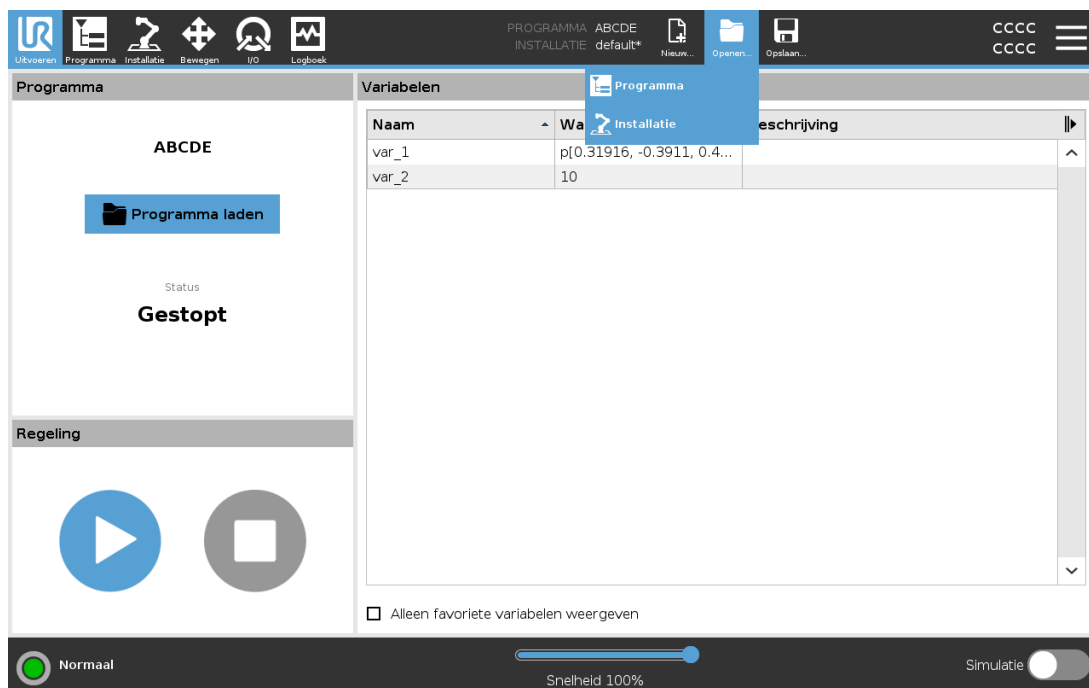 UR
Uitvoeren Programma Installatie Bewegen I/O Logboek
PROGRAMMA ABCDE
INSTALLATIE default*
Nieuw... Openen... Opslaan...
CCCC
CCCC
Programma
Installatie
Programma
ABCDE
Programma laden
Status
Gestopt
Regeling
Variabelen
Naam Wa eschrijving
var_1 p[0.31916, -0.3911, 0.4...
var_2 10
Alleen favoriete variabelen weergeven
Normaal
Snelheid 100%
Simulatie